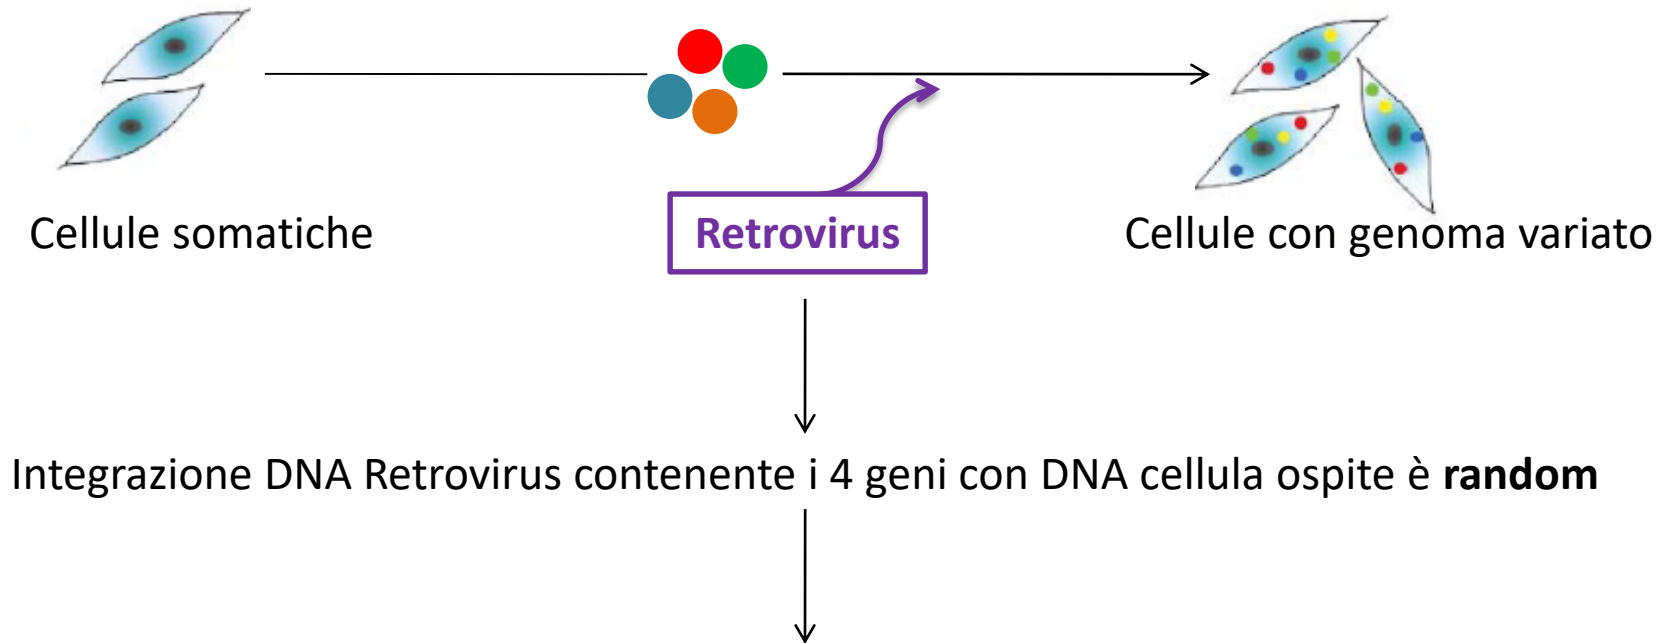 Cellule somatiche
Retrovirus
Cellule con genoma variato
Integrazione DNA Retrovirus contenente i 4 geni con DNA cellula ospite è random